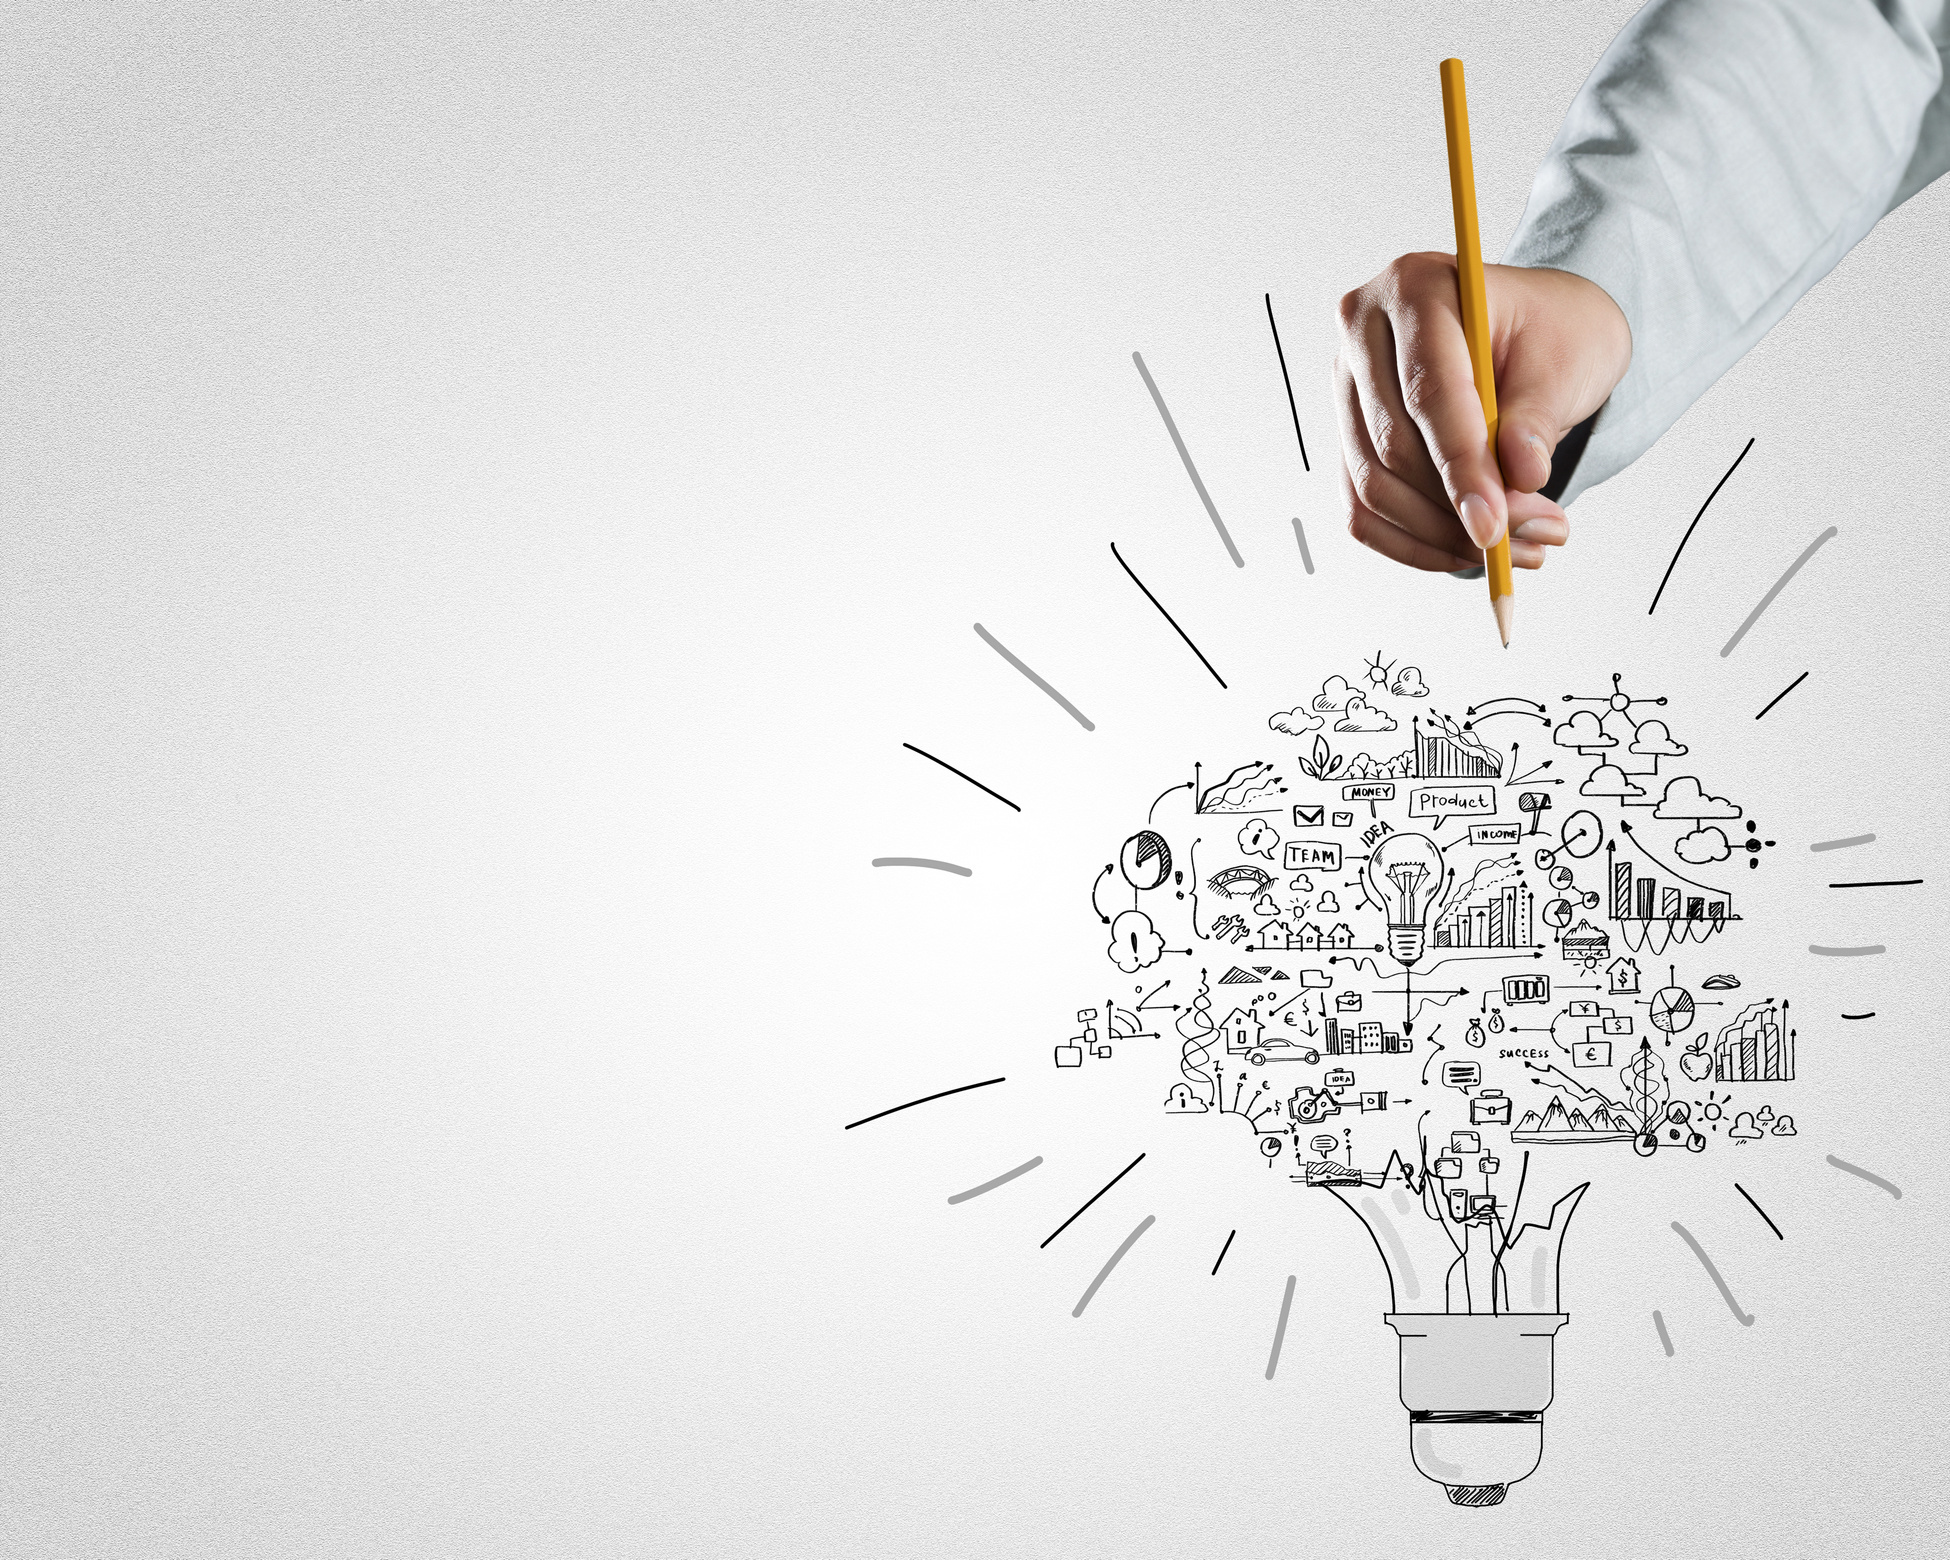 MONEY
Product
IDEA
INCOME
TEAM
$
¥
$
$
$
€
$
€
SUCCESS
IDEA